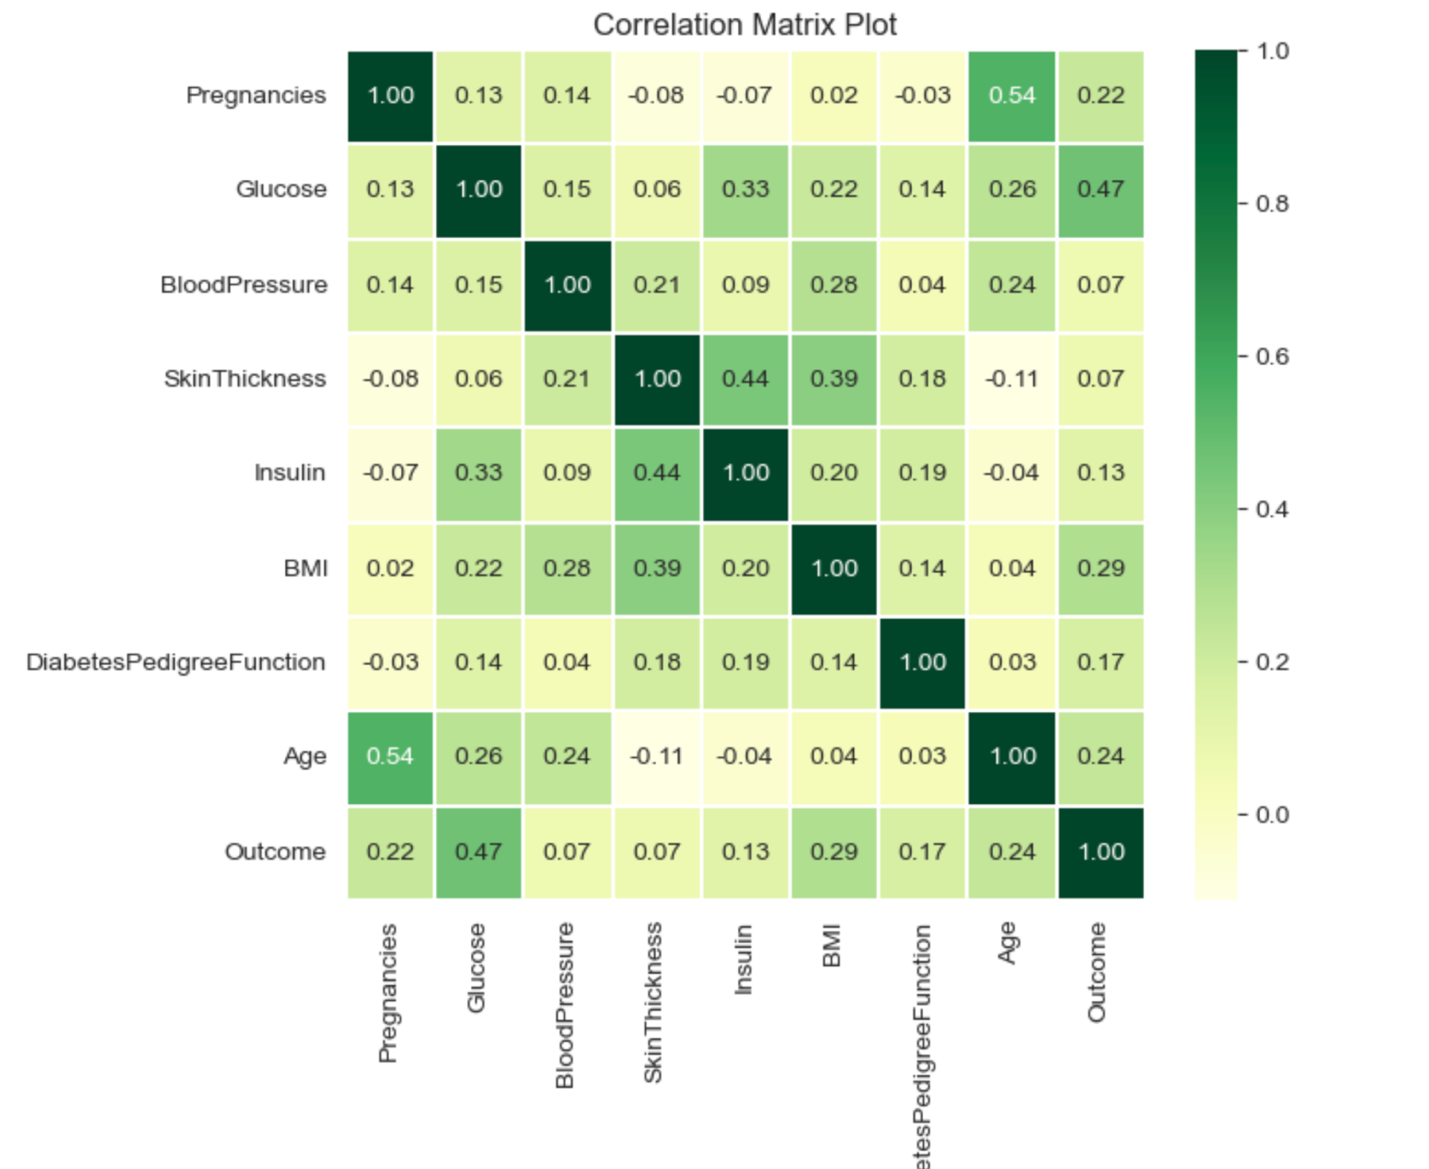 Correlation Matrix Plot
Pregnancies 1.00 0.13 0.14 -0.08 -0.07 0.02 -0.03 0.54 0.22
Glucose 0.13 1.00 0.15 0.06 0.33 0.22 0.14 0.26 0.47
BloodPressure 0.14 0.15 1.00 0.21 0.09 0.28 0.04 0.24 0.07
SkinThickness -0.08 0.06 0.21 1.00 0.44 0.39 0.18 -0.11 0.07
Insulin -0.07 0.33 0.09 0.44 1.00 0.20 0.19 -0.04 0.13
BMI 0.02 0.22 0.28 0.39 0.20 1.00 0.14 0.04 0.29
DiabetesPedigreeFunction -0.03 0.14 0.04 0.18 0.19 0.14 1.00 0.03 0.17
Age 0.54 0.26 0.24 -0.11 -0.04 0.04 0.03 1.00 0.24
Outcome 0.22 0.47 0.07 0.07 0.13 0.29 0.17 0.24 1.00
Pregnancies
Glucose
BloodPressure
SkinThickness
Insulin
BMI
etesPedigreeFunction
Age
Outcome
1.0
0.8
0.6
0.4
0.2
0.0